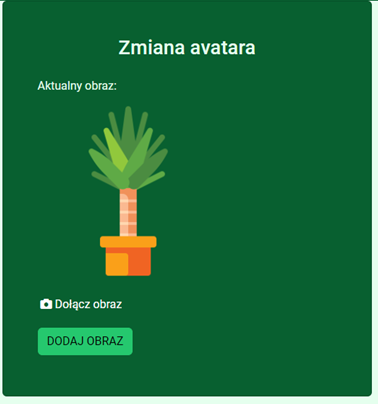 Zmiana avatara
Aktualny obraz:
Dołącz obraz
DODAJ OBRAZ